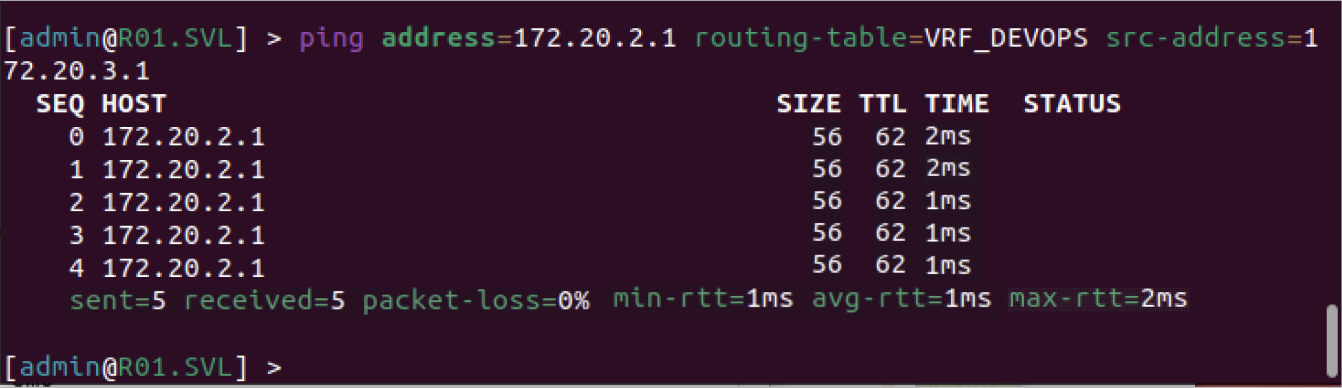 [admin@R01.SVL] > ping address=172.20.2.1 routing-table=VRF_DEVOPS src-address=1
72.20.3.1
SEQ HOST SIZE TTL TIME STATUS
0 172.20.2.1 56 62 2ms
1 172.20.2.1 56 62 2ms
2 172.20.2.1 56 62 1ms
3 172.20.2.1 56 62 1ms
4 172.20.2.1 56 62 1ms
sent=5 received=5 packet-loss=0% min-rtt=1ms avg-rtt=1ms max-rtt=2ms
[admin@R01.SVL] >